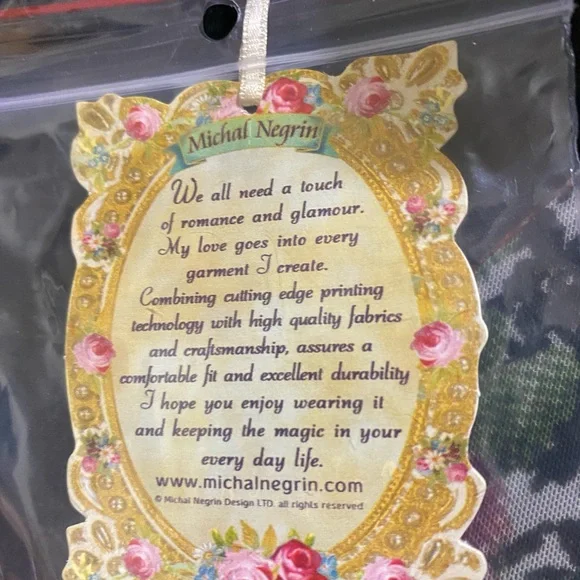 Michal Negrin
We all need a touch
of romance and glamour.
My love goes into every
garment I create.
Combining cutting edge printing
technology with high quality fabrics
and craftsmanship, assures a
comfortable fit and excellent durability
I hope you enjoy wearing it
and keeping the magic in your
every day life.
www.michalnegrin.com
© Michal Negrin Design LTD. all rights reserved